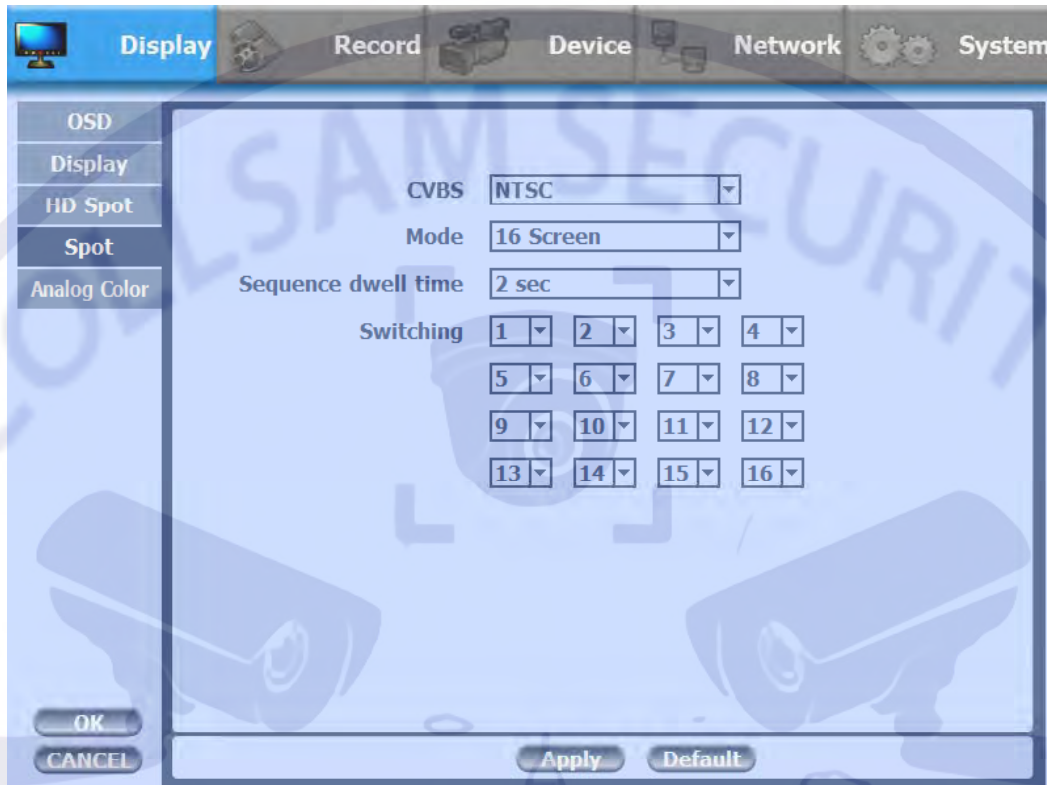 Display Record Device Network System
OSD
Display
HD Spot
Spot
Analog Color
CVBS NTSC
Mode 16 Screen
Sequence dwell time 2 sec
Switching 1 2 3 4
5 6 7 8
9 10 11 12
13 14 15 16
OK
CANCEL
Apply Default
OLLSAM SECURIT